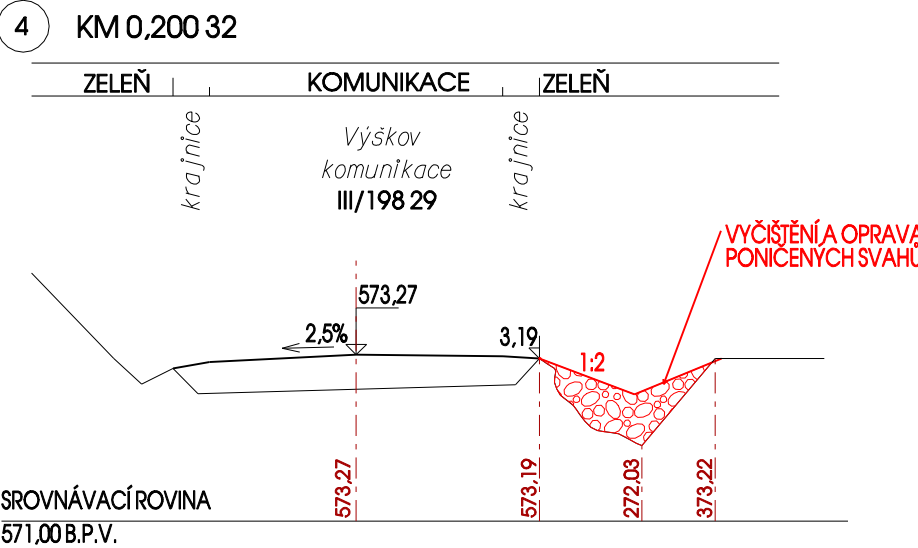 4 KM 0,200 32
ZELEŇ KOMUNIKACE ZELEŇ
krajnice
Výškov
komunikace
III/198 29
krajnice
VYČIŠTĚNÍ A OPRAVA
PONIČENÝCH SVAHŮ
573,27
2,5%
3,19
1:2
573,27
573,19
272,03
373,22
SROVNÁVACÍ ROVINA
571,00 B.P.V.